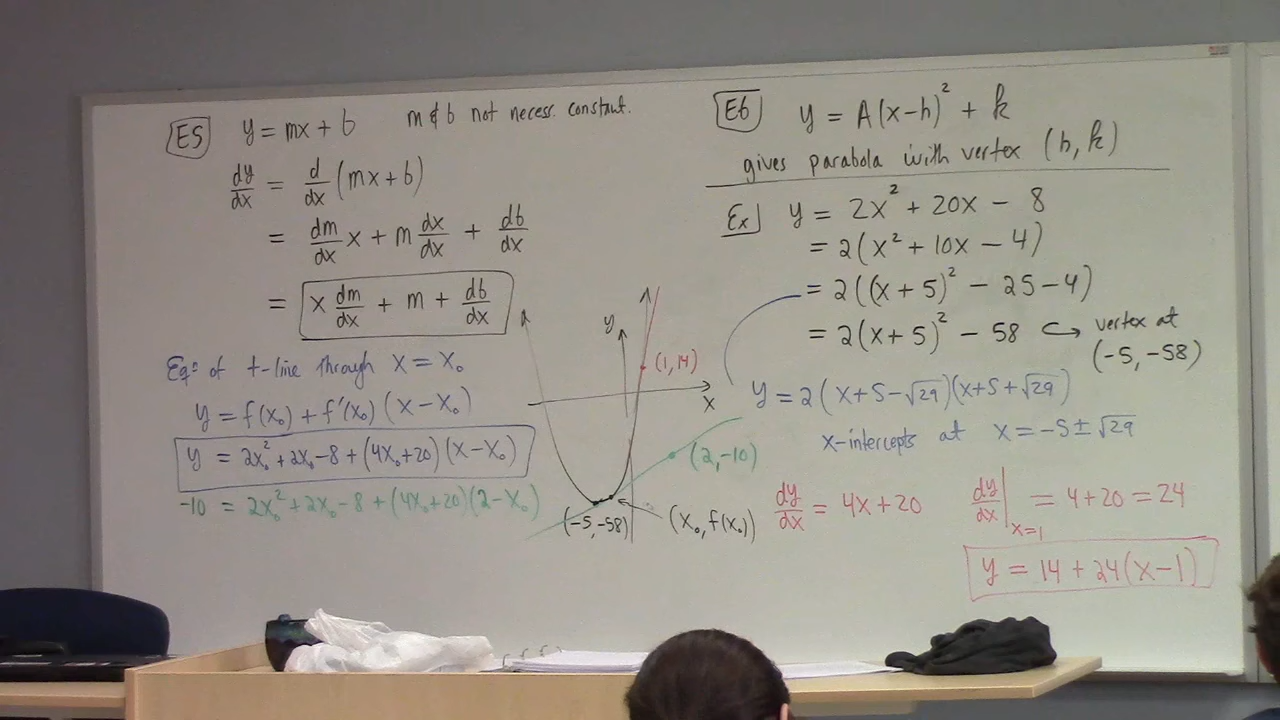 E5 y = mx + b m & b not necess. constant.
dy/dx = d/dx (mx + b)
= dm/dx x + m dx/dx + db/dx
= x dm/dx + m + db/dx
Eqⁿ of t-line through x = x₀
y = f(x₀) + f'(x₀)(x - x₀)
y = 2x₀² + 2x₀ - 8 + (4x₀ + 20)(x - x₀)
-10 = 2x₀² + 2x₀ - 8 + (4x₀ + 20)(2 - x₀)
y
x
(1, 14)
(2, -10)
(-5, -58)
(x₀, f(x₀))
E6 y = A(x - h)² + k
gives parabola with vertex (h, k)
Ex y = 2x² + 20x - 8
= 2(x² + 10x - 4)
= 2((x + 5)² - 25 - 4)
= 2(x + 5)² - 58 ↪ vertex at
(-5, -58)
y = 2(x + 5 - √29)(x + 5 + √29)
x-intercepts at x = -5 ± √29
dy/dx = 4x + 20 dy/dx |x=1 = 4 + 20 = 24
y = 14 + 24(x - 1)